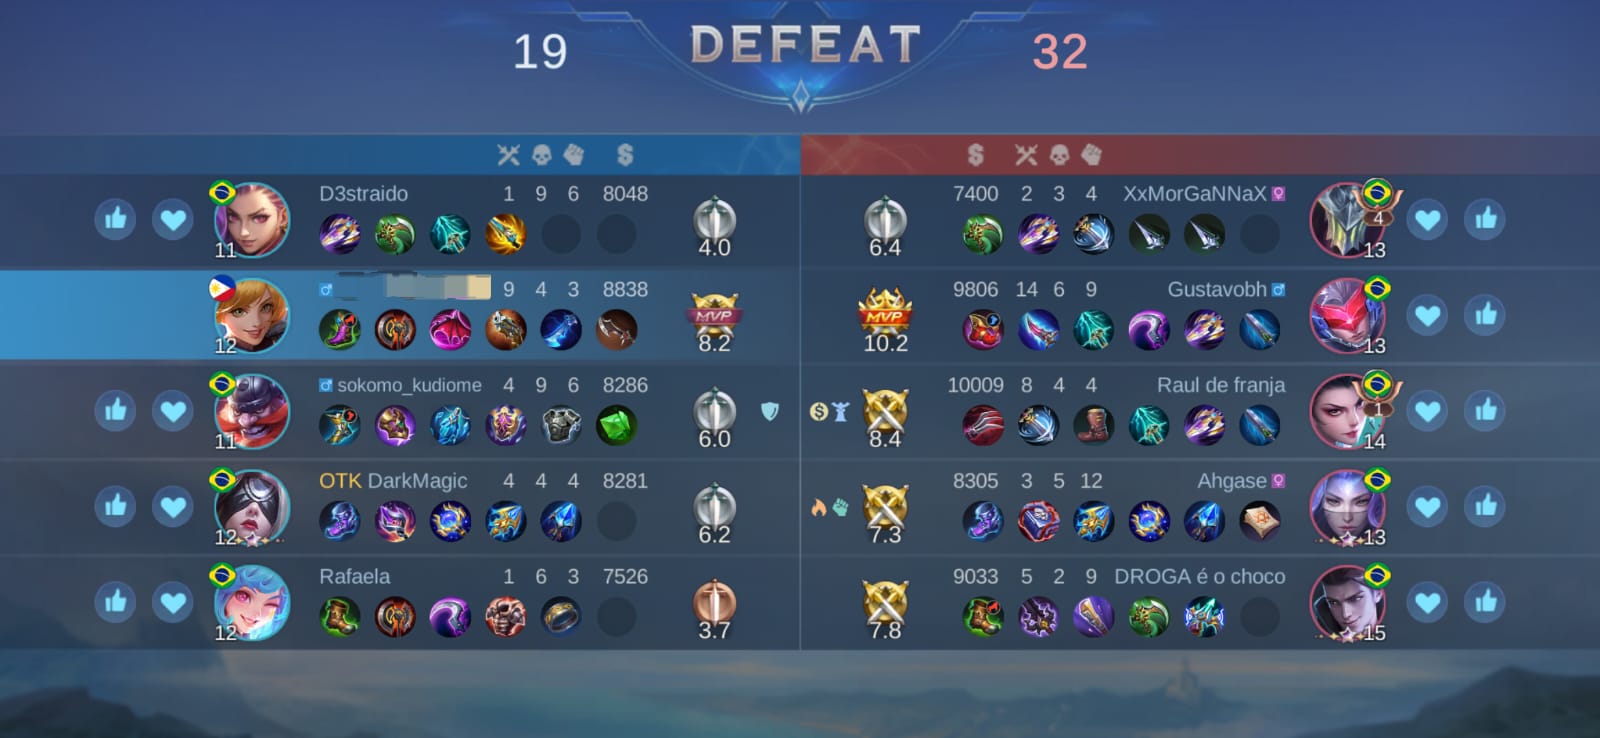 19 DEFEAT 32
D3straido 1 9 6 8048
11 4.0
7400 2 3 4 XxMorGaNNaX
6.4 4 13
9 4 3 8838
MVP
12 8.2
9806 14 6 9 Gustavobh
MVP
10.2 13
sokomo_kudiome 4 9 6 8286
11 6.0
10009 8 4 4 Raul de franja
8.4 1 14
OTK DarkMagic 4 4 4 8281
12 6.2
8305 3 5 12 Ahgase
7.3 13
Rafaela 1 6 3 7526
12 3.7
9033 5 2 9 DROGA é o choco
7.8 15